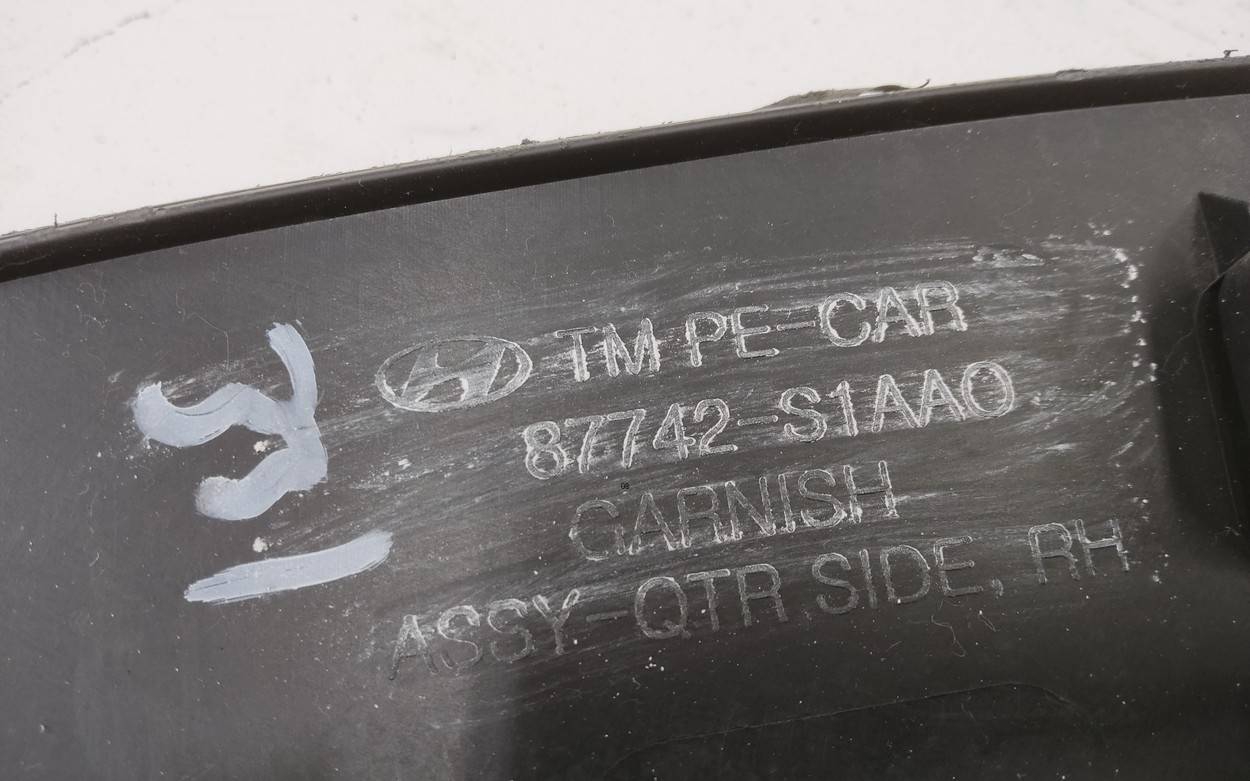 TM PE-CAR
87742-S1AA0
GARNISH
ASSY-QTR SIDE, RH